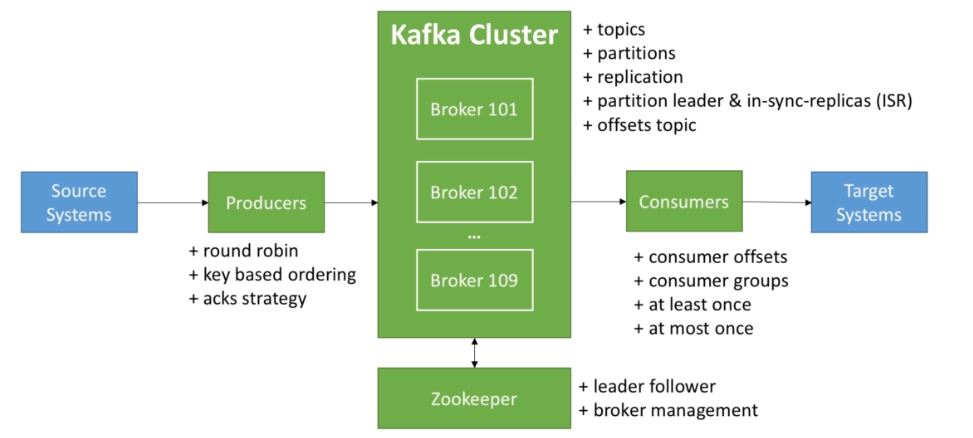 Kafka Cluster
Broker 101
Broker 102
...
Broker 109
+ topics
+ partitions
+ replication
+ partition leader & in-sync-replicas (ISR)
+ offsets topic
Source
Systems
Producers
+ round robin
+ key based ordering
+ acks strategy
Consumers
+ consumer offsets
+ consumer groups
+ at least once
+ at most once
Target
Systems
Zookeeper
+ leader follower
+ broker management